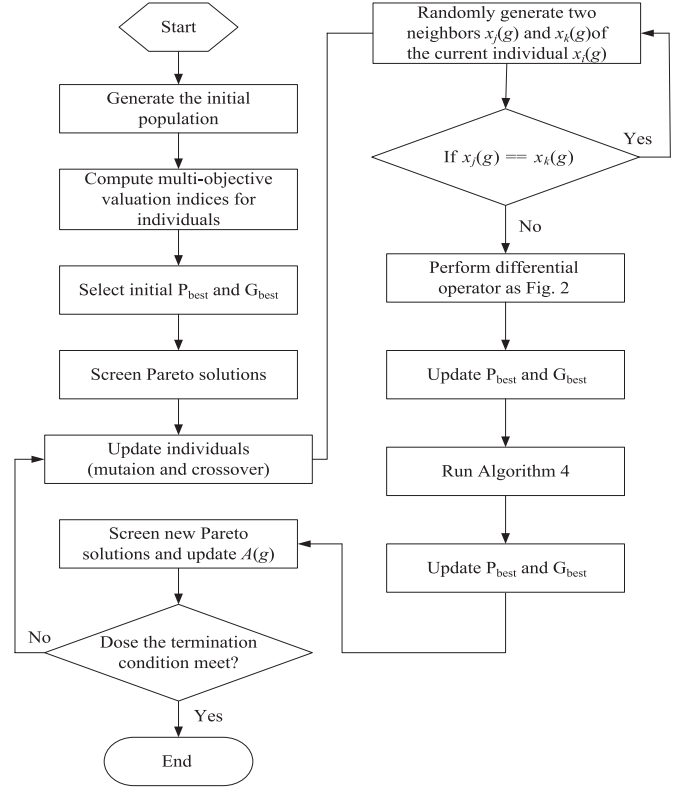 Start
Generate the initial
population
Compute multi-objective
valuation indices for
individuals
Select initial P_best and G_best
Screen Pareto solutions
Update individuals
(mutaion and crossover)
Randomly generate two
neighbors x_j(g) and x_k(g)of
the current individual x_i(g)
If x_j(g) == x_k(g)
Yes
No
Perform differential
operator as Fig. 2
Update P_best and G_best
Run Algorithm 4
Update P_best and G_best
Screen new Pareto
solutions and update A(g)
Dose the termination
condition meet?
No
Yes
End